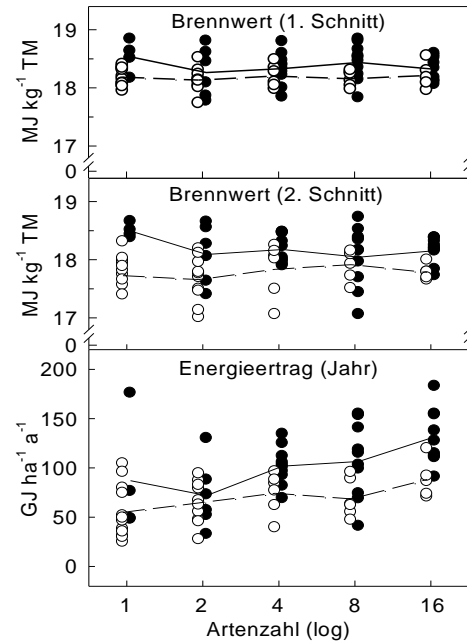 Brennwert (1. Schnitt)
19
18
17
0
MJ kg⁻¹ TM
Brennwert (2. Schnitt)
19
18
17
0
MJ kg⁻¹ TM
Energieertrag (Jahr)
200
150
100
50
0
GJ ha⁻¹ a⁻¹
1 2 4 8 16
Artenzahl (log)